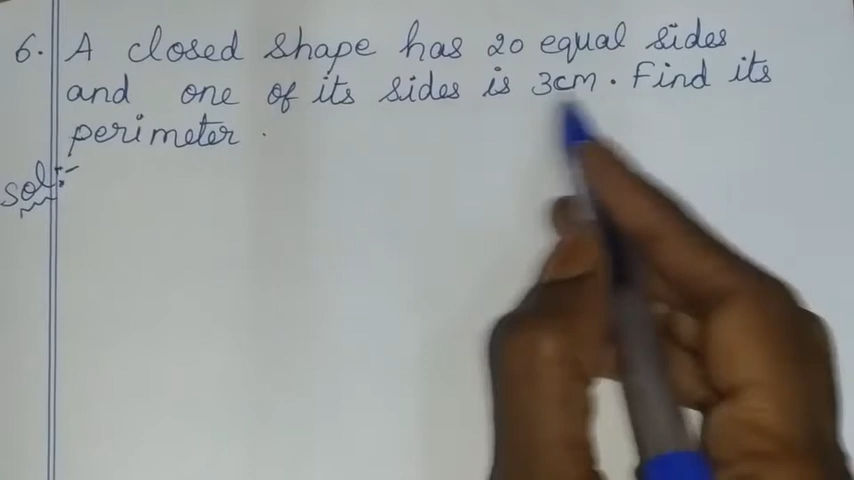 6. A closed shape has 20 equal sides
and one of its sides is 3cm. Find its
perimeter.
Sol:-